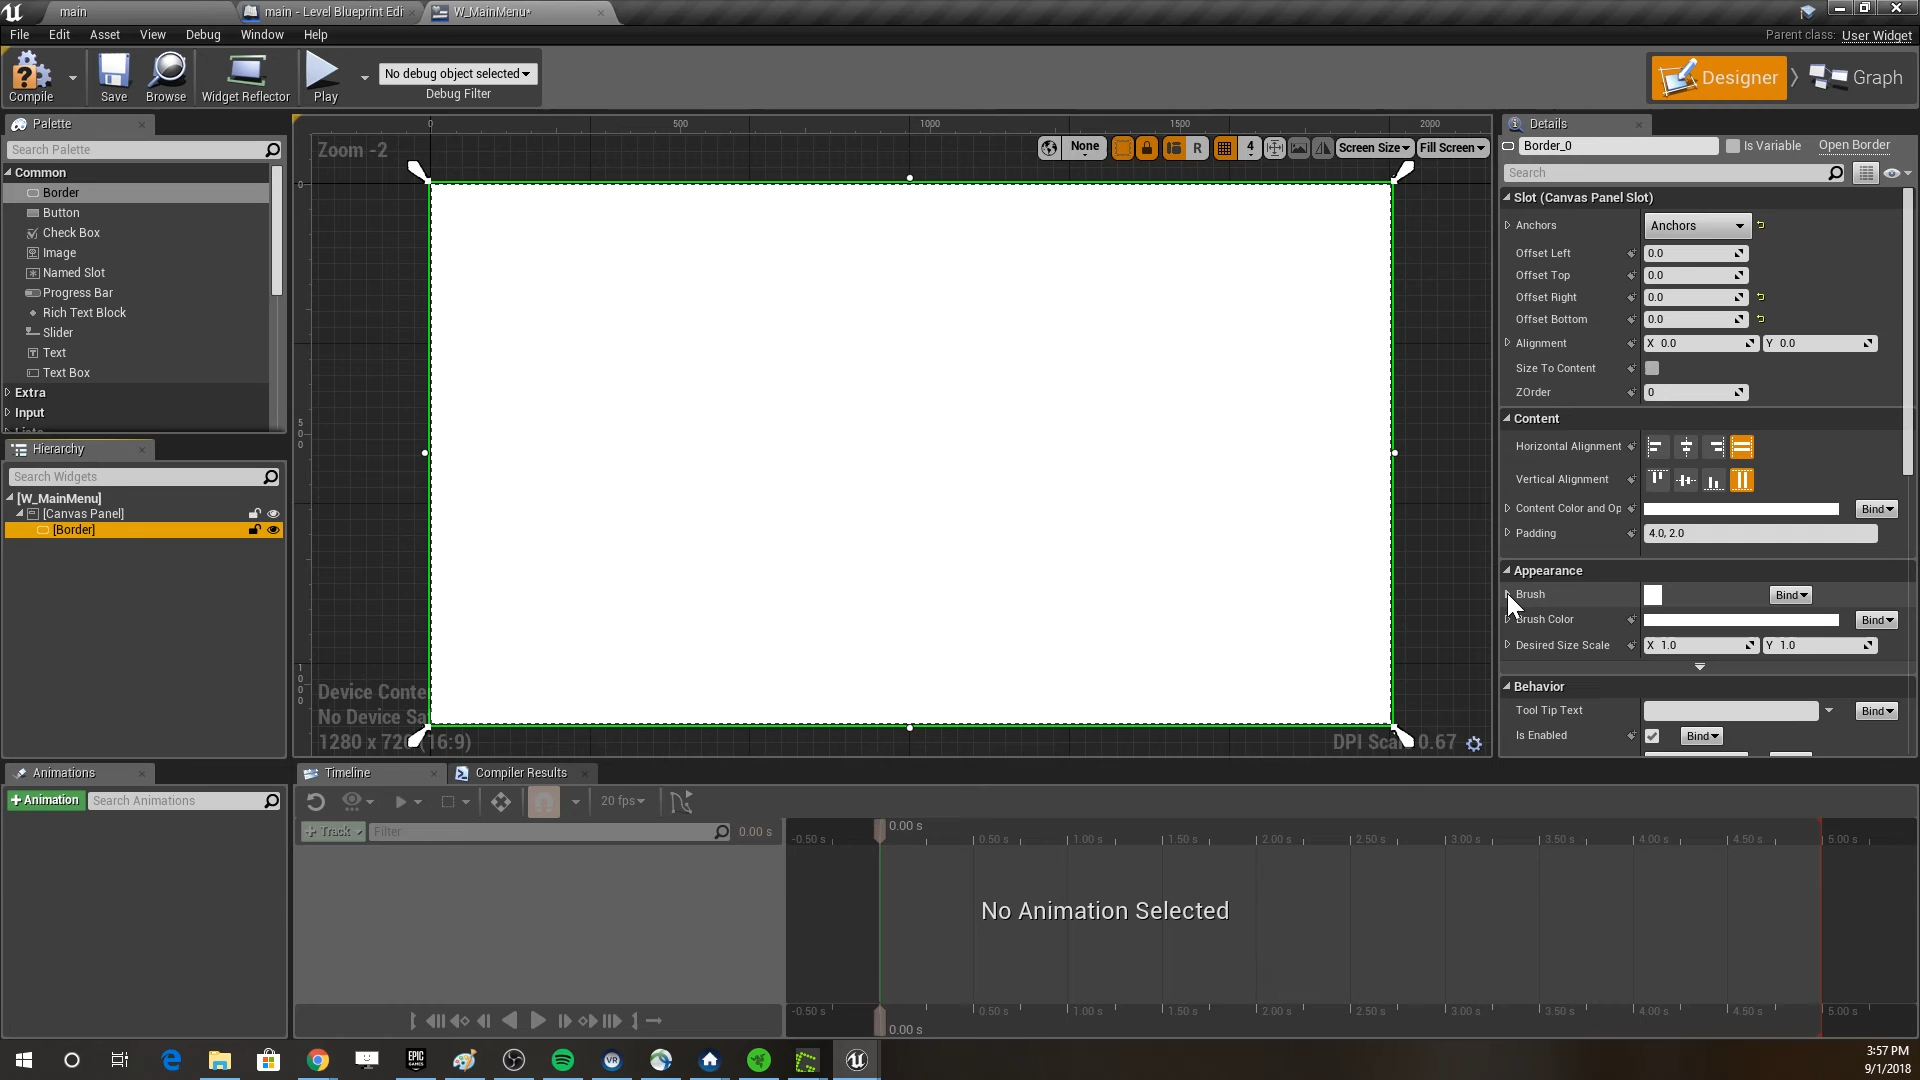 main
main - Level Blueprint Edi
W_MainMenu*
File Edit Asset View Debug Window Help
Parent class: User Widget
Compile
Save
Browse
Widget Reflector
Play
No debug object selected
Debug Filter
Designer
Graph
Palette
Search Palette
Common
Border
Button
Check Box
Image
Named Slot
Progress Bar
Rich Text Block
Slider
Text
Text Box
Extra
Input
Hierarchy
Search Widgets
[W_MainMenu]
[Canvas Panel]
[Border]
0 500 1000 1500 2000
Zoom -2
None
R
4
Screen Size
Fill Screen
0
500
1000
Device Conte
No Device Sa
1280 x 720 (16:9)
DPI Sca 0.67
Details
Border_0
Is Variable
Open Border
Search
Slot (Canvas Panel Slot)
Anchors Anchors
Offset Left 0.0
Offset Top 0.0
Offset Right 0.0
Offset Bottom 0.0
Alignment X 0.0 Y 0.0
Size To Content
ZOrder 0
Content
Horizontal Alignment
Vertical Alignment
Content Color and Op Bind
Padding 4.0, 2.0
Appearance
Brush Bind
Brush Color Bind
Desired Size Scale X 1.0 Y 1.0
Behavior
Tool Tip Text Bind
Is Enabled Bind
Animations
+Animation
Search Animations
Timeline
Compiler Results
20 fps
+ Track
Filter
0.00 s
0.00 s
-0.50 s 0.50 s 1.00 s 1.50 s 2.00 s 2.50 s 3.00 s 3.50 s 4.00 s 4.50 s 5.00 s
No Animation Selected
-0.50 s 0.50 s 1.00 s 1.50 s 2.00 s 2.50 s 3.00 s 3.50 s 4.00 s 4.50 s 5.00 s
0.00 s
EPIC GAMES
VR
3:57 PM
9/1/2018